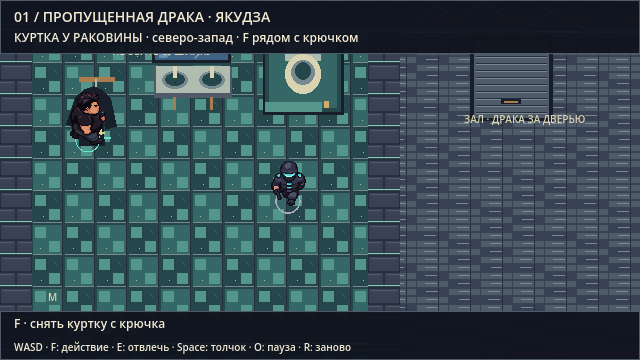 01 / ПРОПУЩЕННАЯ ДРАКА · ЯКУДЗА
КУРТКА У РАКОВИНЫ · северо-запад · F рядом с крючком
ЗАЛ · ДРАКА ЗА ДВЕРЬЮ
М
F · снять куртку с крючка
WASD · F: действие · E: отвлечь · Space: толчок · O: пауза · R: заново